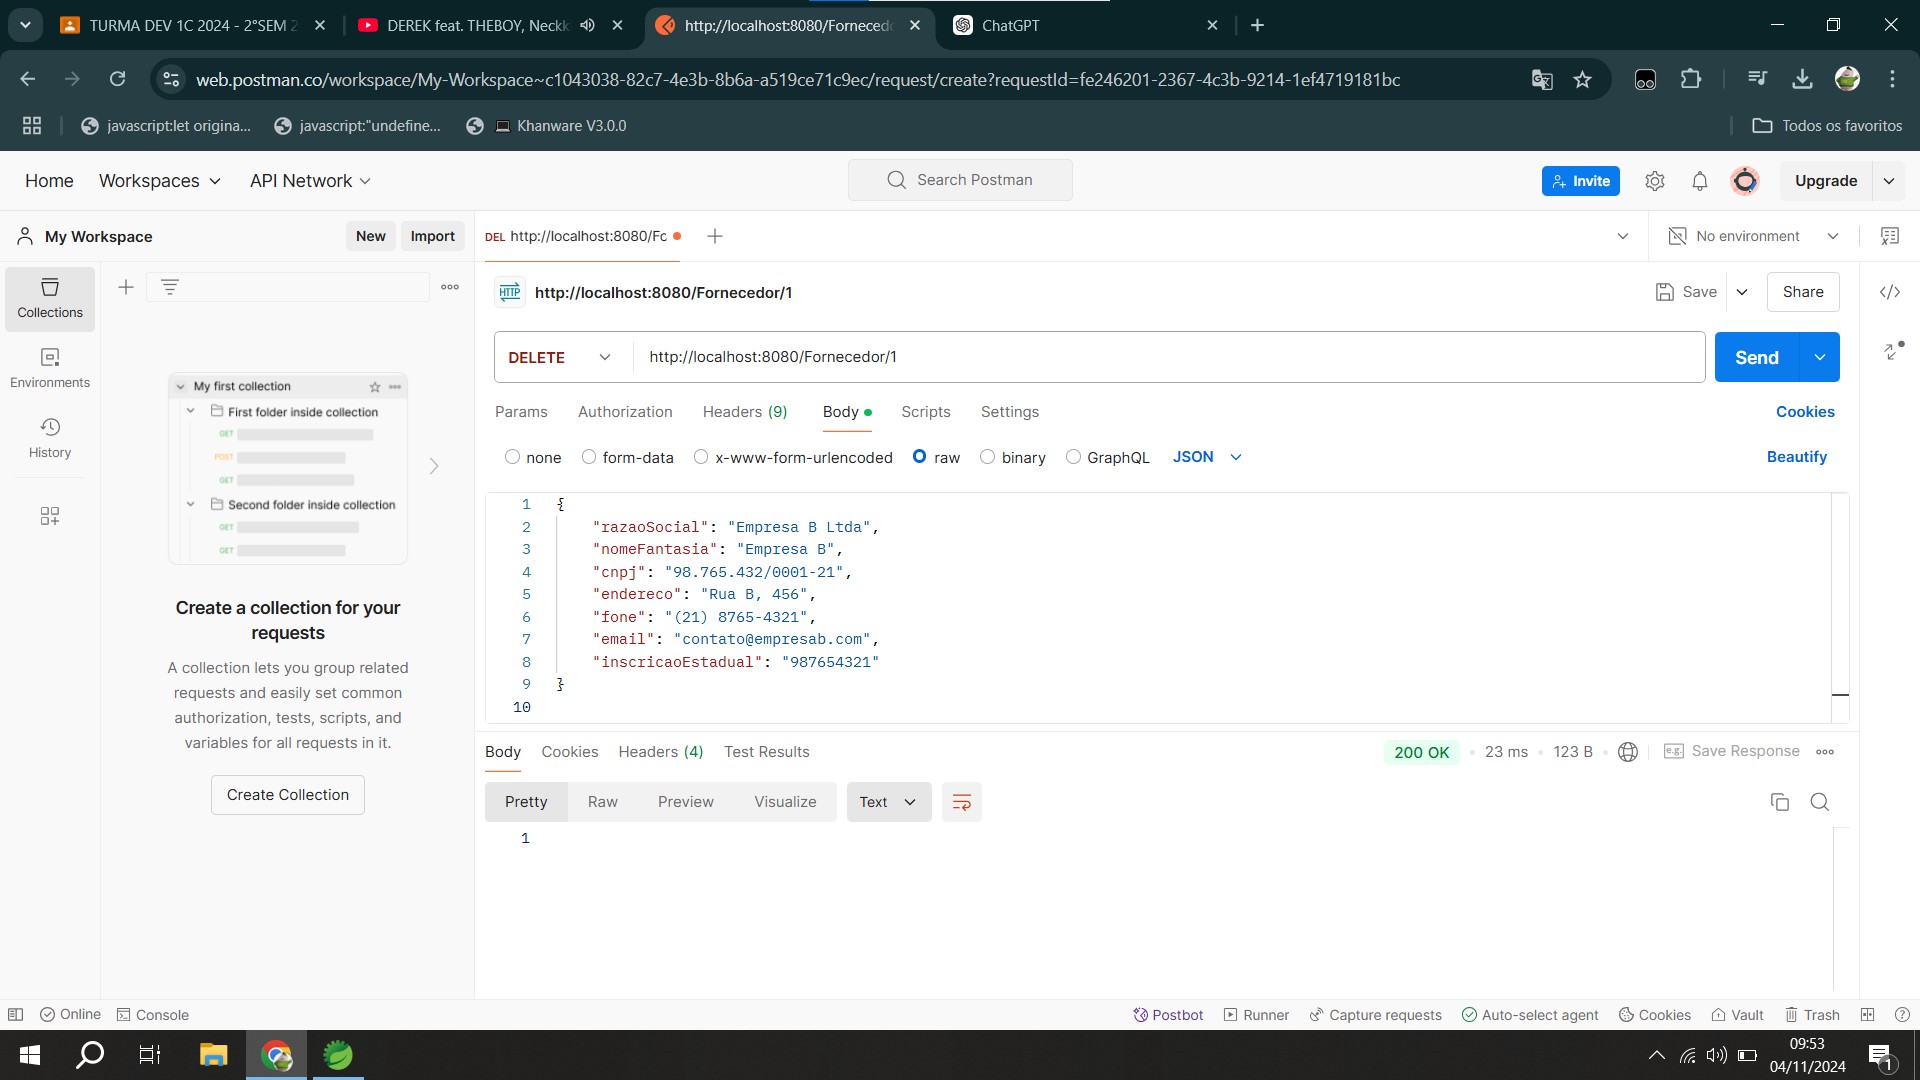 TURMA DEV 1C 2024 - 2°SEM 2
DEREK feat. THEBOY, Neckk
http://localhost:8080/Forneced
ChatGPT
web.postman.co/workspace/My-Workspace~c1043038-82c7-4e3b-8b6a-a519ce71c9ec/request/create?requestId=fe246201-2367-4c3b-9214-1ef4719181bc
javascript:let origina...
javascript:"undefine...
Khanware V3.0.0
Todos os favoritos
Home
Workspaces
API Network
Search Postman
Invite
Upgrade
My Workspace
New
Import
DEL http://localhost:8080/Fc
No environment
Collections
Environments
History
My first collection
First folder inside collection
GET
POST
GET
Second folder inside collection
GET
GET
Create a collection for your
requests
A collection lets you group related
requests and easily set common
authorization, tests, scripts, and
variables for all requests in it.
Create Collection
HTTP
http://localhost:8080/Fornecedor/1
Save
Share
DELETE
http://localhost:8080/Fornecedor/1
Send
Params
Authorization
Headers (9)
Body
Scripts
Settings
Cookies
none
form-data
x-www-form-urlencoded
raw
binary
GraphQL
JSON
Beautify
1 {
2 "razaoSocial": "Empresa B Ltda",
3 "nomeFantasia": "Empresa B",
4 "cnpj": "98.765.432/0001-21",
5 "endereco": "Rua B, 456",
6 "fone": "(21) 8765-4321",
7 "email": "contato@empresab.com",
8 "inscricaoEstadual": "987654321"
9 }
10
Body
Cookies
Headers (4)
Test Results
200 OK
23 ms
123 B
e.g.
Save Response
Pretty
Raw
Preview
Visualize
Text
1
Online
Console
Postbot
Runner
Capture requests
Auto-select agent
Cookies
Vault
Trash
09:53
04/11/2024
1